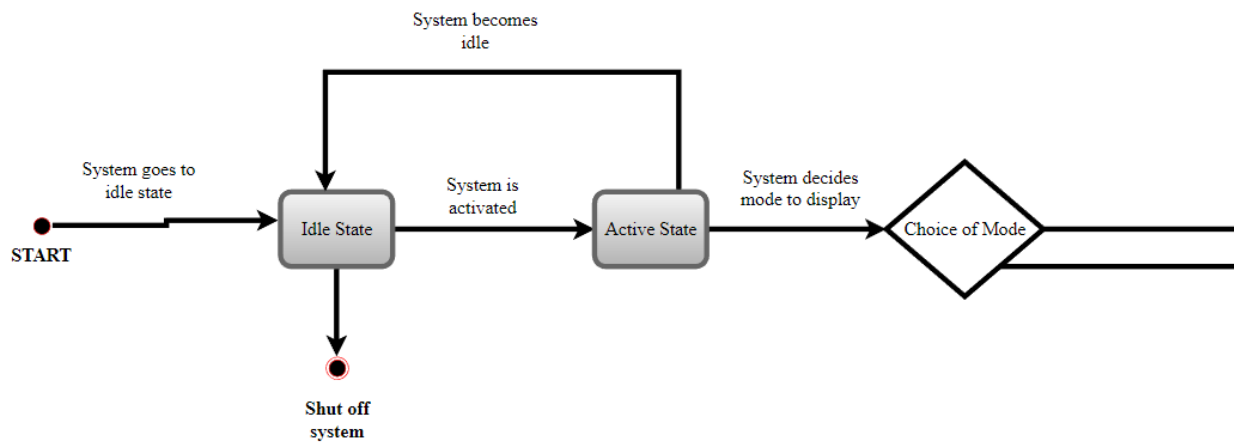 System becomes
idle
System goes to
idle state
System is
activated
System decides
mode to display
START
Idle State
Active State
Choice of Mode
Shut off
system